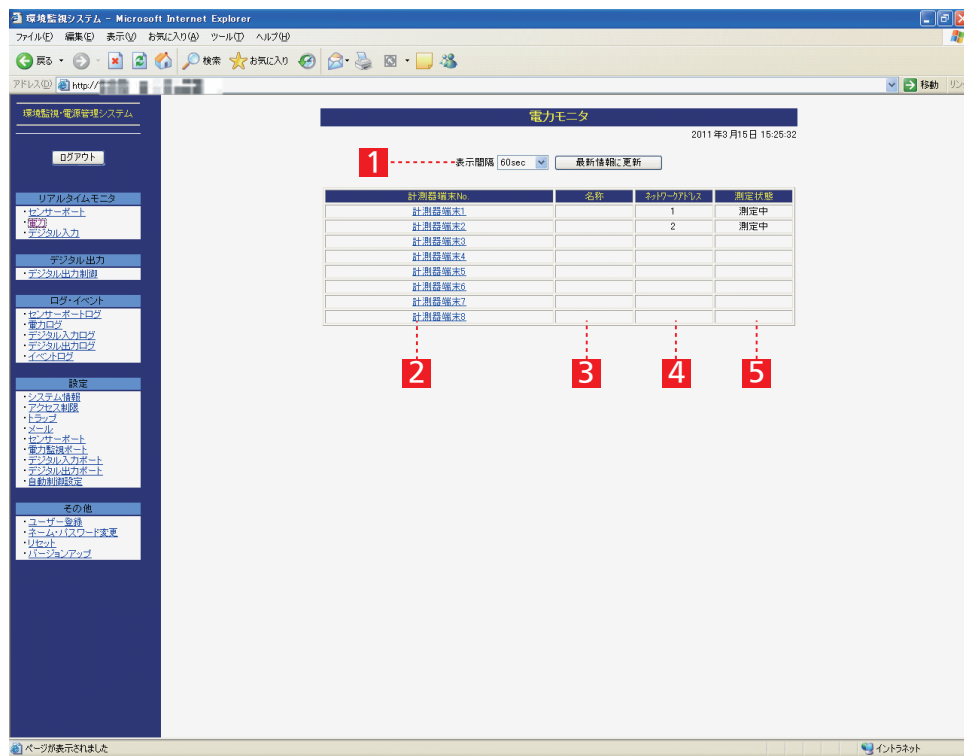 環境監視システム - Microsoft Internet Explorer
ファイル(F) 編集(E) 表示(V) お気に入り(A) ツール(T) ヘルプ(H)
戻る 検索 お気に入り
アドレス(D) http:// 移動 リン
環境監視・電源管理システム
ログアウト
リアルタイムモニタ
・センサーポート
・電力
・デジタル入力
デジタル出力
・デジタル出力制御
ログ・イベント
・センサーポートログ
・電力ログ
・デジタル入力ログ
・デジタル出力ログ
・イベントログ
設定
・システム情報
・アクセス制限
・トラップ
・メール
・センサーポート
・電力監視ポート
・デジタル入力ポート
・デジタル出力ポート
・自動制御設定
その他
・ユーザー登録
・ネーム・パスワード変更
・リセット
・バージョンアップ
電力モニタ
2011年3月15日 15:25:32
1 表示間隔 60sec 最新情報に更新
計測器端末No. 名称 ネットワークアドレス 測定状態
計測器端末1 1 測定中
計測器端末2 2 測定中
計測器端末3
計測器端末4
計測器端末5
計測器端末6
計測器端末7
計測器端末8
2 3 4 5
ページが表示されました イントラネット